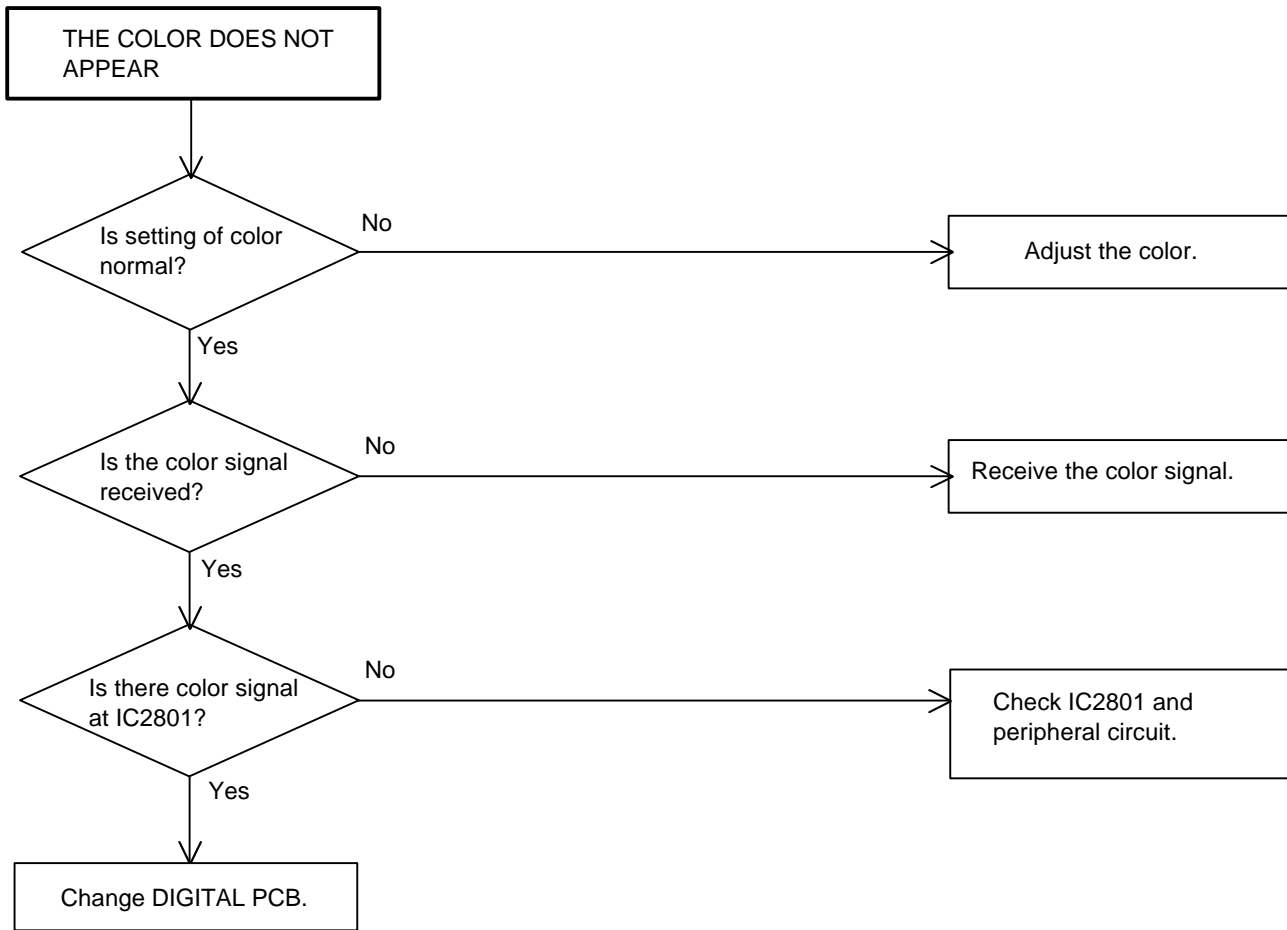 THE COLOR DOES NOT
APPEAR
Is setting of color
normal?
No
Adjust the color.
Yes
Is the color signal
received?
No
Receive the color signal.
Yes
Is there color signal
at IC2801?
No
Check IC2801 and
peripheral circuit.
Yes
Change DIGITAL PCB.